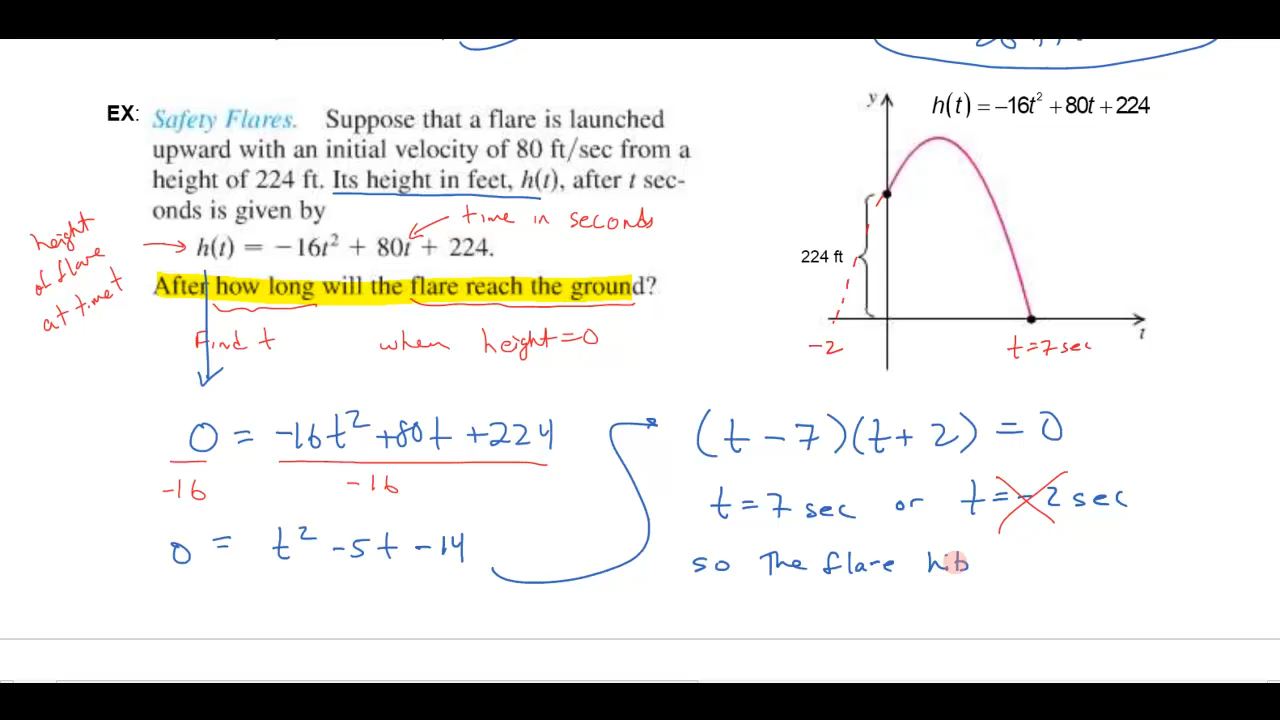 EX: Safety Flares. Suppose that a flare is launched
upward with an initial velocity of 80 ft/sec from a
height of 224 ft. Its height in feet, h(t), after t sec-
onds is given by
time in seconds
height
of flare
at time t
h(t) = −16t² + 80t + 224.
After how long will the flare reach the ground?
Find t when height=0
y
h(t) = −16t² + 80t + 224
224 ft
-2
t=7sec
t
0 = -16t² +80t +224
-16 -16
0 = t² -5t -14
(t-7)(t+2) = 0
t=7 sec or t=-2 sec
so The flare hit